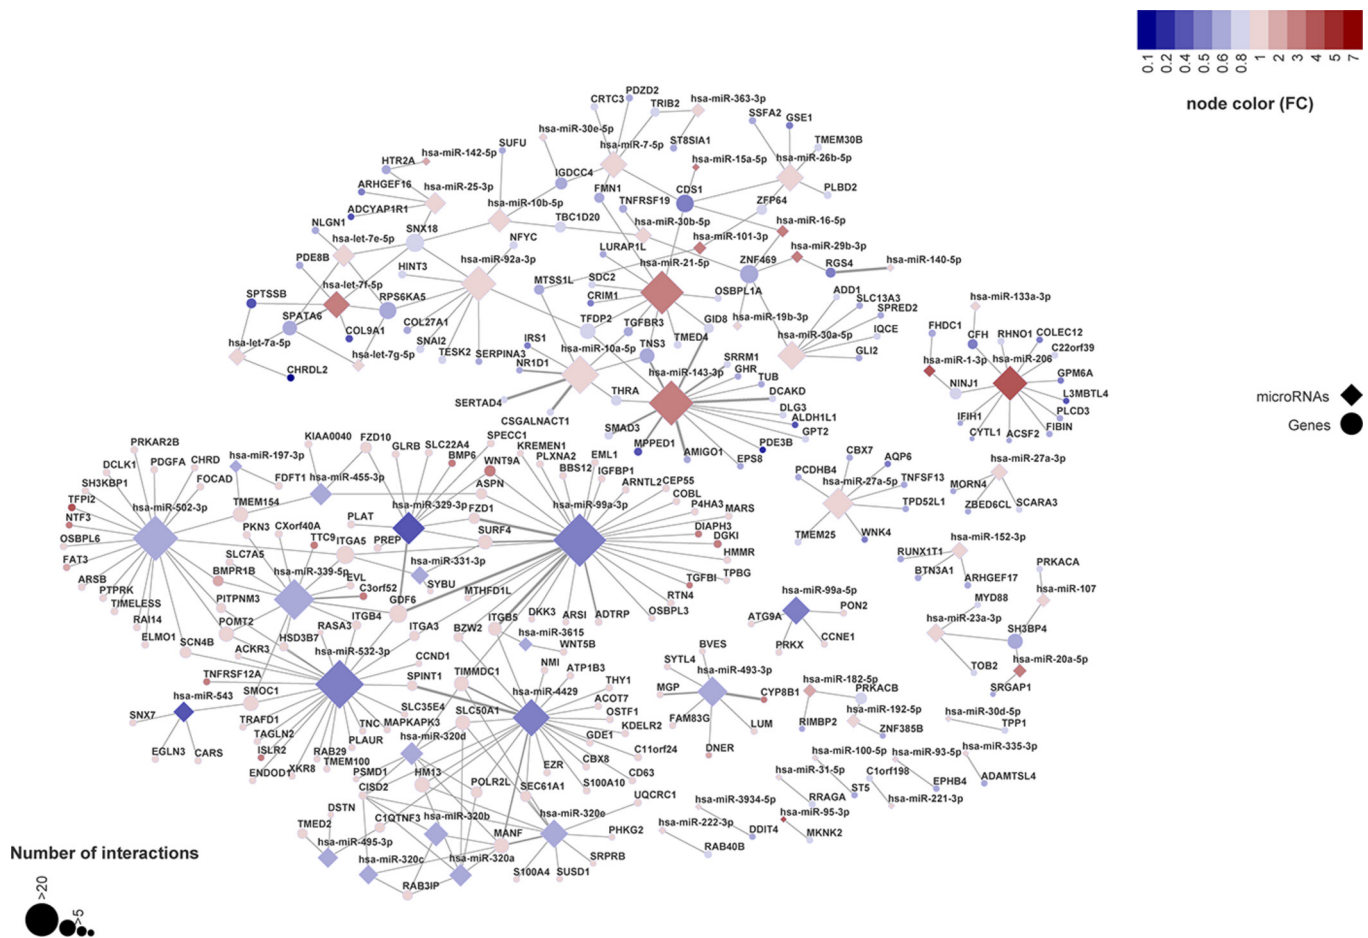 0.1
0.2
0.4
0.5
0.6
0.8
1
2
3
4
5
7
node color (FC)
microRNAs
Genes
PDZD2
CRTC3
TRIB2
hsa-miR-363-3p
SSFA2
GSE1
hsa-miR-30e-5p
hsa-miR-7-5p
ST8SIA1
TMEM30B
SUFU
hsa-miR-142-5p
HTR2A
hsa-miR-15a-5p
hsa-miR-26b-5p
IGDCC4
ARHGEF16
hsa-miR-25-3p
FMN1
CDS1
PLBD2
ADCYAP1R1
hsa-miR-10b-5p
TNFRSF19
ZFP64
NLGN1
SNX18
TBC1D20
hsa-miR-30b-5p
hsa-miR-16-5p
hsa-let-7e-5p
NFYC
hsa-miR-101-3p
LURAP1L
hsa-miR-29b-3p
PDE8B
hsa-miR-92a-3p
hsa-miR-21-5p
ZNF469
RGS4
hsa-miR-140-5p
HINT3
MTSS1L
SDC2
hsa-let-7f-5p
OSBPL1A
SPTSSB
RPS6KA5
CRIM1
ADD1
SLC13A3
hsa-miR-133a-3p
SPATA6
COL27A1
TFDP2
TGFBR3
GID8
hsa-miR-19b-3p
SPRED2
COL9A1
IRS1
TNS3
TMED4
hsa-miR-30a-5p
IQCE
FHDC1
CFH
RHNO1
COLEC12
hsa-let-7a-5p
hsa-let-7g-5p
SNAI2
TESK2
SERPINA3
NR1D1
hsa-miR-10a-5p
GLI2
C22orf39
hsa-miR-1-3p
hsa-miR-206
CHRDL2
SRRM1
hsa-miR-143-3p
GHR
TUB
NINJ1
GPM6A
SERTAD4
THRA
DCAKD
L3MBTL4
CSGALNACT1
DLG3
ALDH1L1
IFIH1
PLCD3
SMAD3
GPT2
CYTL1
ACSF2
FIBIN
MPPED1
AMIGO1
EPS8
PDE3B
PRKAR2B
KIAA0040
FZD10
GLRB
SLC22A4
SPECC1
KREMEN1
EML1
DCLK1
PDGFA
CHRD
hsa-miR-197-3p
BMP6
WNT9A
PLXNA2
BBS12
IGFBP1
SH3KBP1
FOCAD
FDFT1
hsa-miR-455-3p
ASPN
ARNTL2
CEP55
TFPI2
hsa-miR-502-3p
TMEM154
hsa-miR-329-3p
hsa-miR-99a-3p
COBL
NTF3
PLAT
FZD1
P4HA3
MARS
PKN3
CXorf40A
DIAPH3
OSBPL6
TTC9
ITGA5
PREP
SURF4
DGKI
FAT3
SLC7A5
HMMR
BMPR1B
hsa-miR-339-5p
hsa-miR-331-3p
TPBG
ARSB
EVL
SYBU
TGFBI
PTPRK
C3orf52
MTHFD1L
RTN4
TIMELESS
PITPNM3
GDF6
OSBPL3
RAI14
POMT2
RASA3
ITGB4
DKK3
ARSI
ADTRP
ELMO1
SCN4B
HSD3B7
ITGA3
BZW2
ITGB5
hsa-miR-3615
ACKR3
hsa-miR-532-3p
WNT5B
CCND1
TNFRSF12A
NMI
TIMMDC1
ATP1B3
hsa-miR-543
SMOC1
SPINT1
hsa-miR-4429
THY1
SNX7
SLC35E4
SLC50A1
ACOT7
TRAFD1
TNC
MAPKAPK3
OSTF1
EGLN3
CARS
TAGLN2
PLAUR
hsa-miR-320d
KDELR2
ISLR2
RAB29
GDE1
C11orf24
ENDOD1
XKR8
TMEM100
CBX8
PSMD1
HM13
EZR
CD63
CISD2
POLR2L
SEC61A1
S100A10
DSTN
UQCRC1
TMED2
C1QTNF3
hsa-miR-320b
hsa-miR-320e
hsa-miR-495-3p
MANF
PHKG2
hsa-miR-320c
hsa-miR-320a
SRPRB
S100A4
SUSD1
RAB3IP
CBX7
AQP6
PCDHB4
hsa-miR-27a-5p
TNFSF13
TPD52L1
TMEM25
WNK4
hsa-miR-27a-3p
MORN4
ZBED6CL
SCARA3
hsa-miR-152-3p
RUNX1T1
BTN3A1
ARHGEF17
PRKACA
hsa-miR-107
MYD88
hsa-miR-23a-3p
SH3BP4
TOB2
hsa-miR-20a-5p
SRGAP1
hsa-miR-99a-5p
ATG9A
PON2
PRKX
CCNE1
BVES
SYTL4
hsa-miR-493-3p
MGP
CYP8B1
FAM83G
LUM
DNER
hsa-miR-182-5p
PRKACB
RIMBP2
hsa-miR-192-5p
ZNF385B
hsa-miR-30d-5p
TPP1
hsa-miR-100-5p
hsa-miR-93-5p
hsa-miR-335-3p
hsa-miR-31-5p
C1orf198
ST5
EPHB4
ADAMTSL4
RRAGA
hsa-miR-221-3p
hsa-miR-3934-5p
hsa-miR-95-3p
hsa-miR-222-3p
DDIT4
MKNK2
RAB40B
Number of interactions
>20
>5